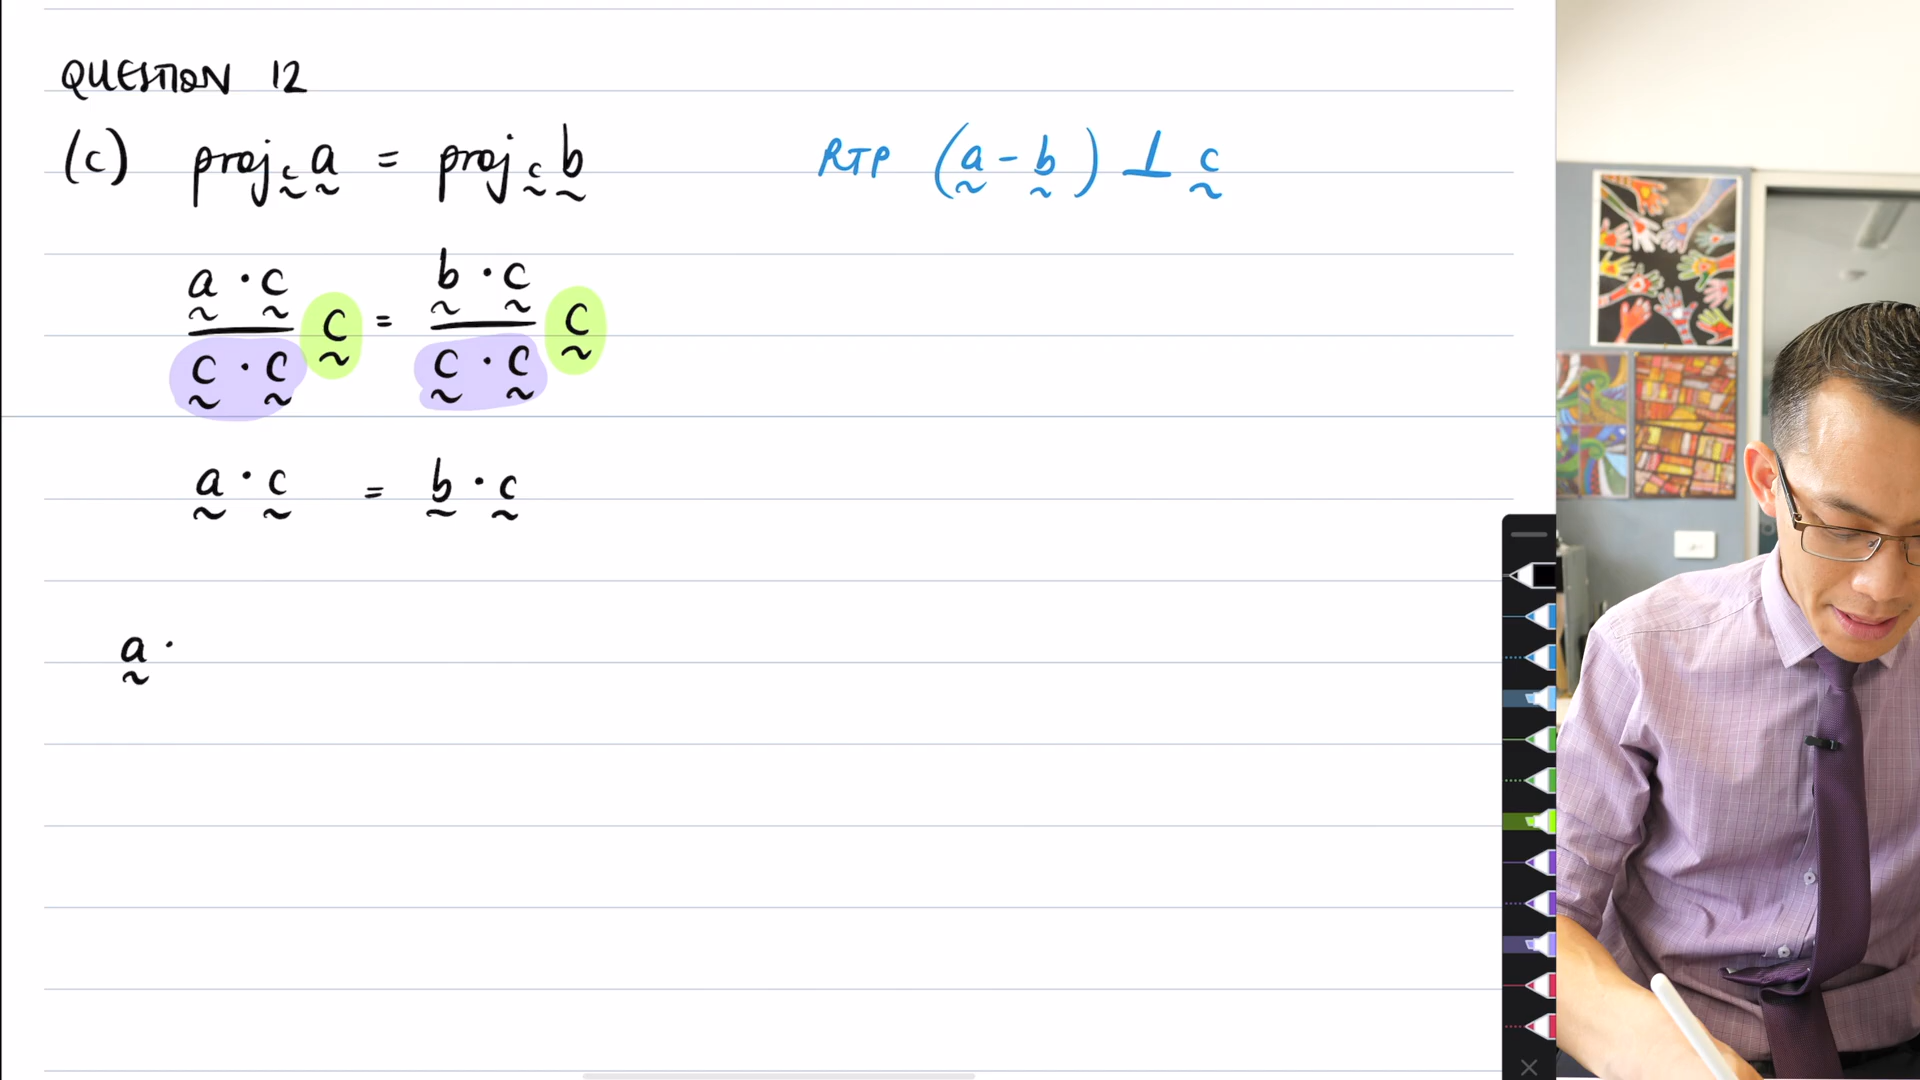 QUESTION 12
(c) proj_c̰ a̰ = proj_c̰ b̰
RTP (a̰ - b̰) ⊥ c̰
(a̰ · c̰)/(c̰ · c̰) c̰ = (b̰ · c̰)/(c̰ · c̰) c̰
a̰ · c̰ = b̰ · c̰
a̰ ·